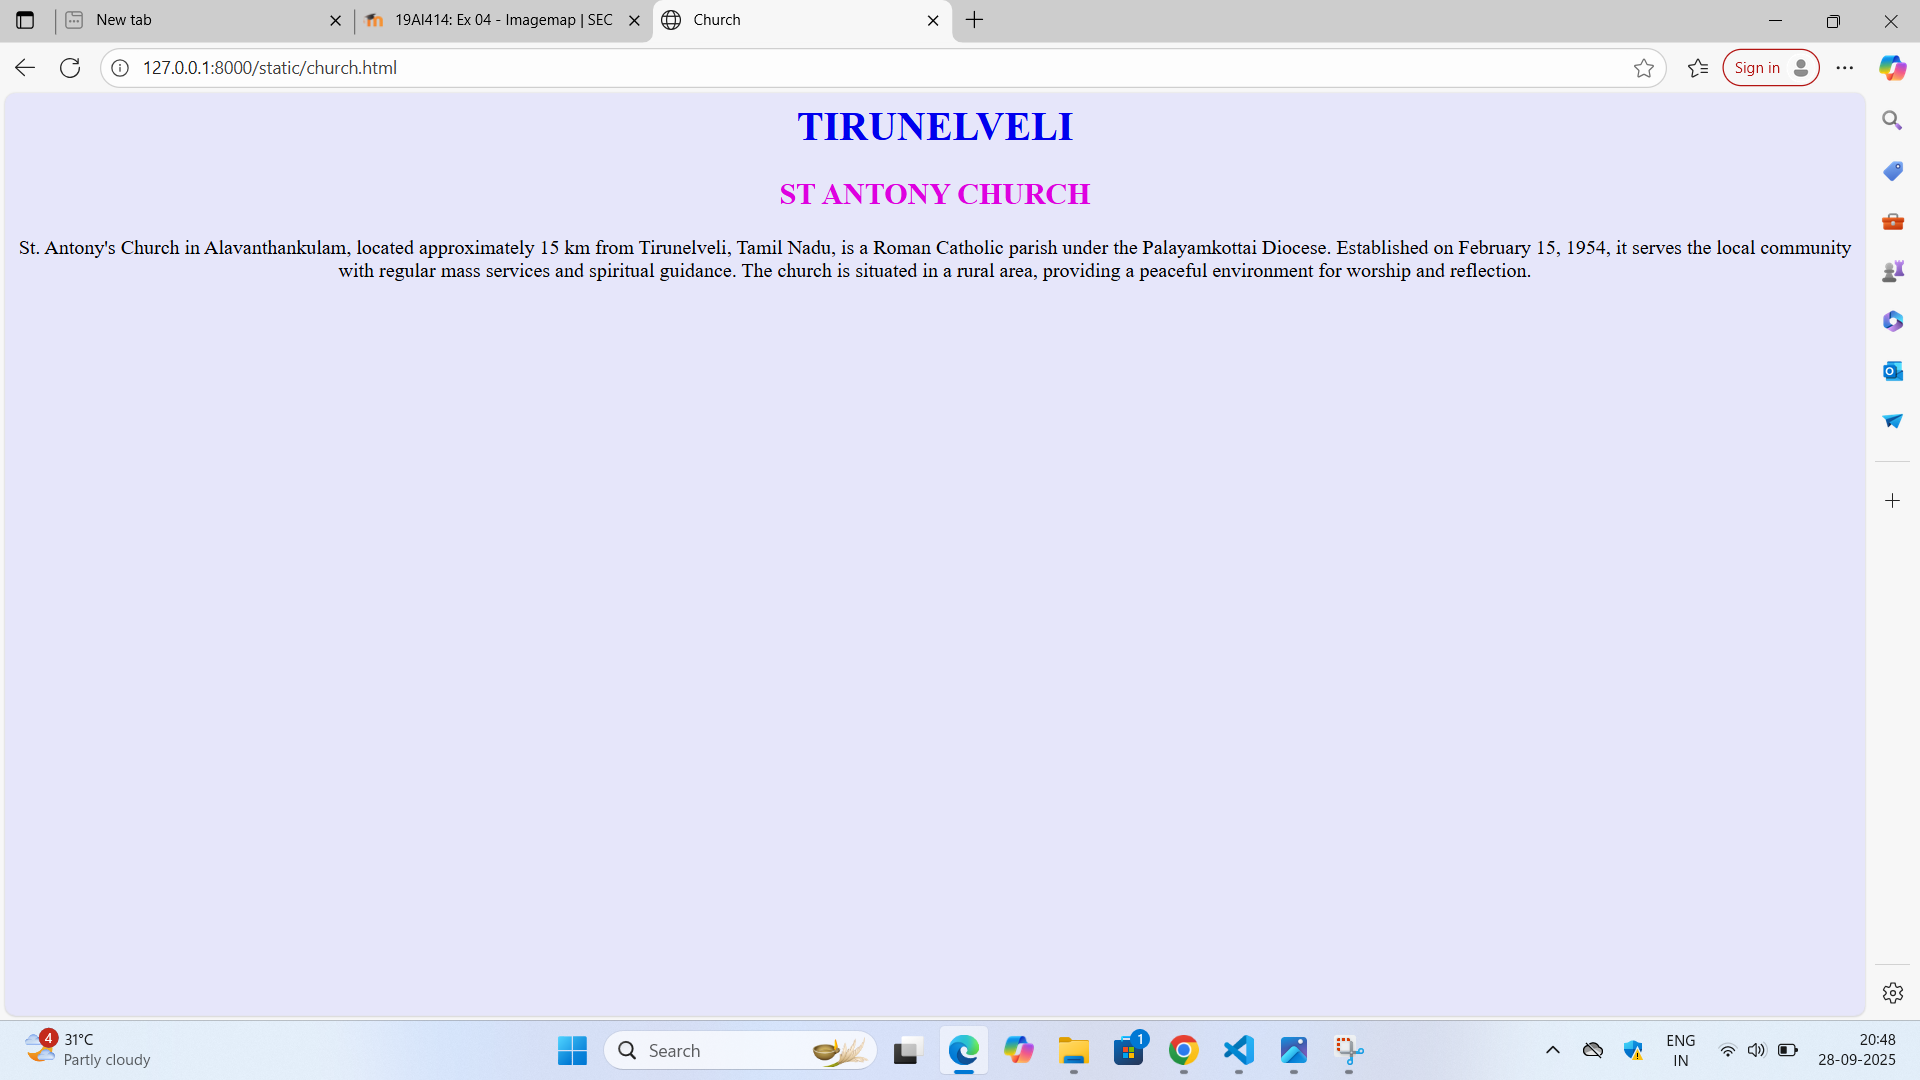 New tab
19AI414: Ex 04 - Imagemap | SEC
Church
127.0.0.1:8000/static/church.html
Sign in
TIRUNELVELI
ST ANTONY CHURCH
St. Antony's Church in Alavanthankulam, located approximately 15 km from Tirunelveli, Tamil Nadu, is a Roman Catholic parish under the Palayamkottai Diocese. Established on February 15, 1954, it serves the local community
with regular mass services and spiritual guidance. The church is situated in a rural area, providing a peaceful environment for worship and reflection.
4
31°C
Partly cloudy
Search
1
ENG
IN
20:48
28-09-2025